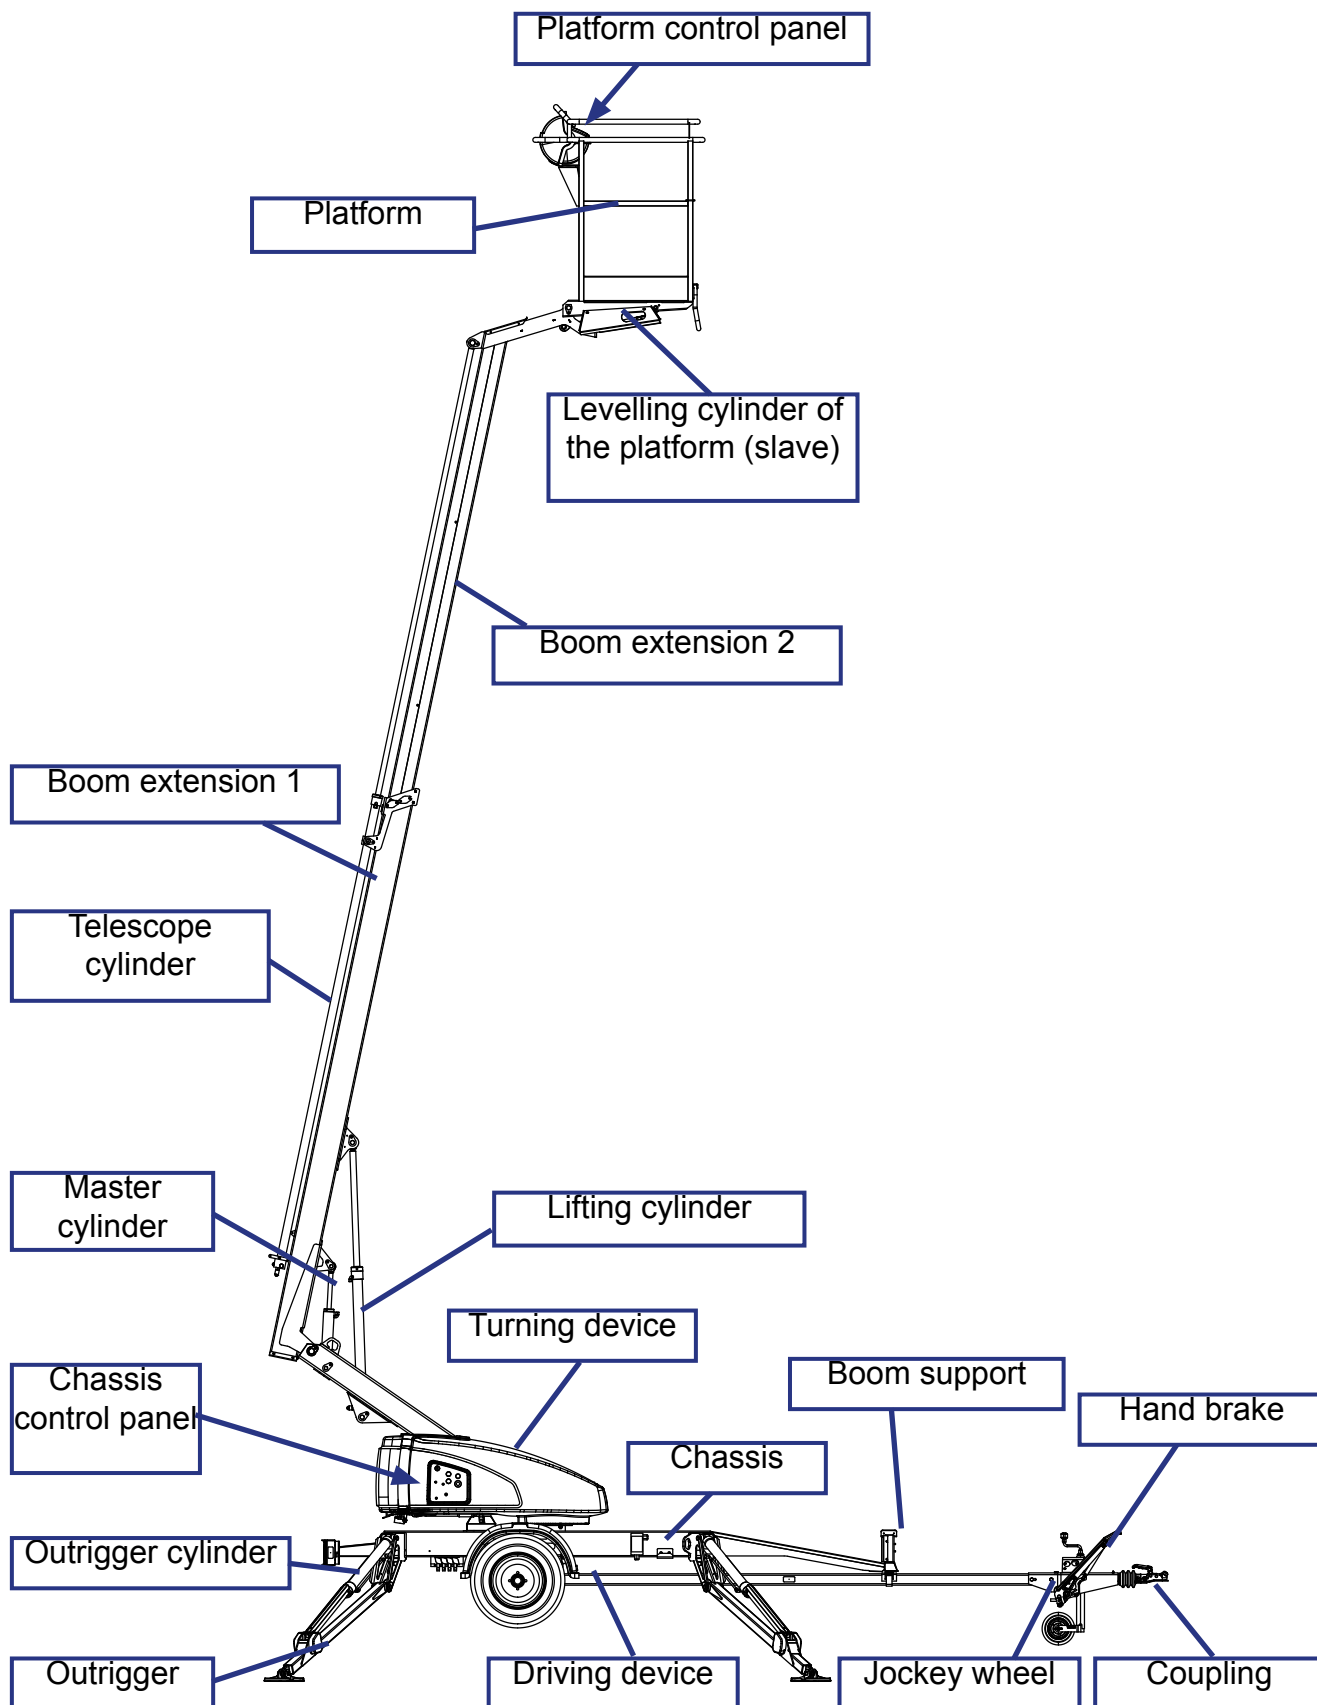 Platform control panel
Platform
Levelling cylinder of
the platform (slave)
Boom extension 2
Boom extension 1
Telescope
cylinder
Master
cylinder
Lifting cylinder
Turning device
Chassis
control panel
Boom support
Hand brake
Chassis
Outrigger cylinder
Outrigger
Driving device
Jockey wheel
Coupling